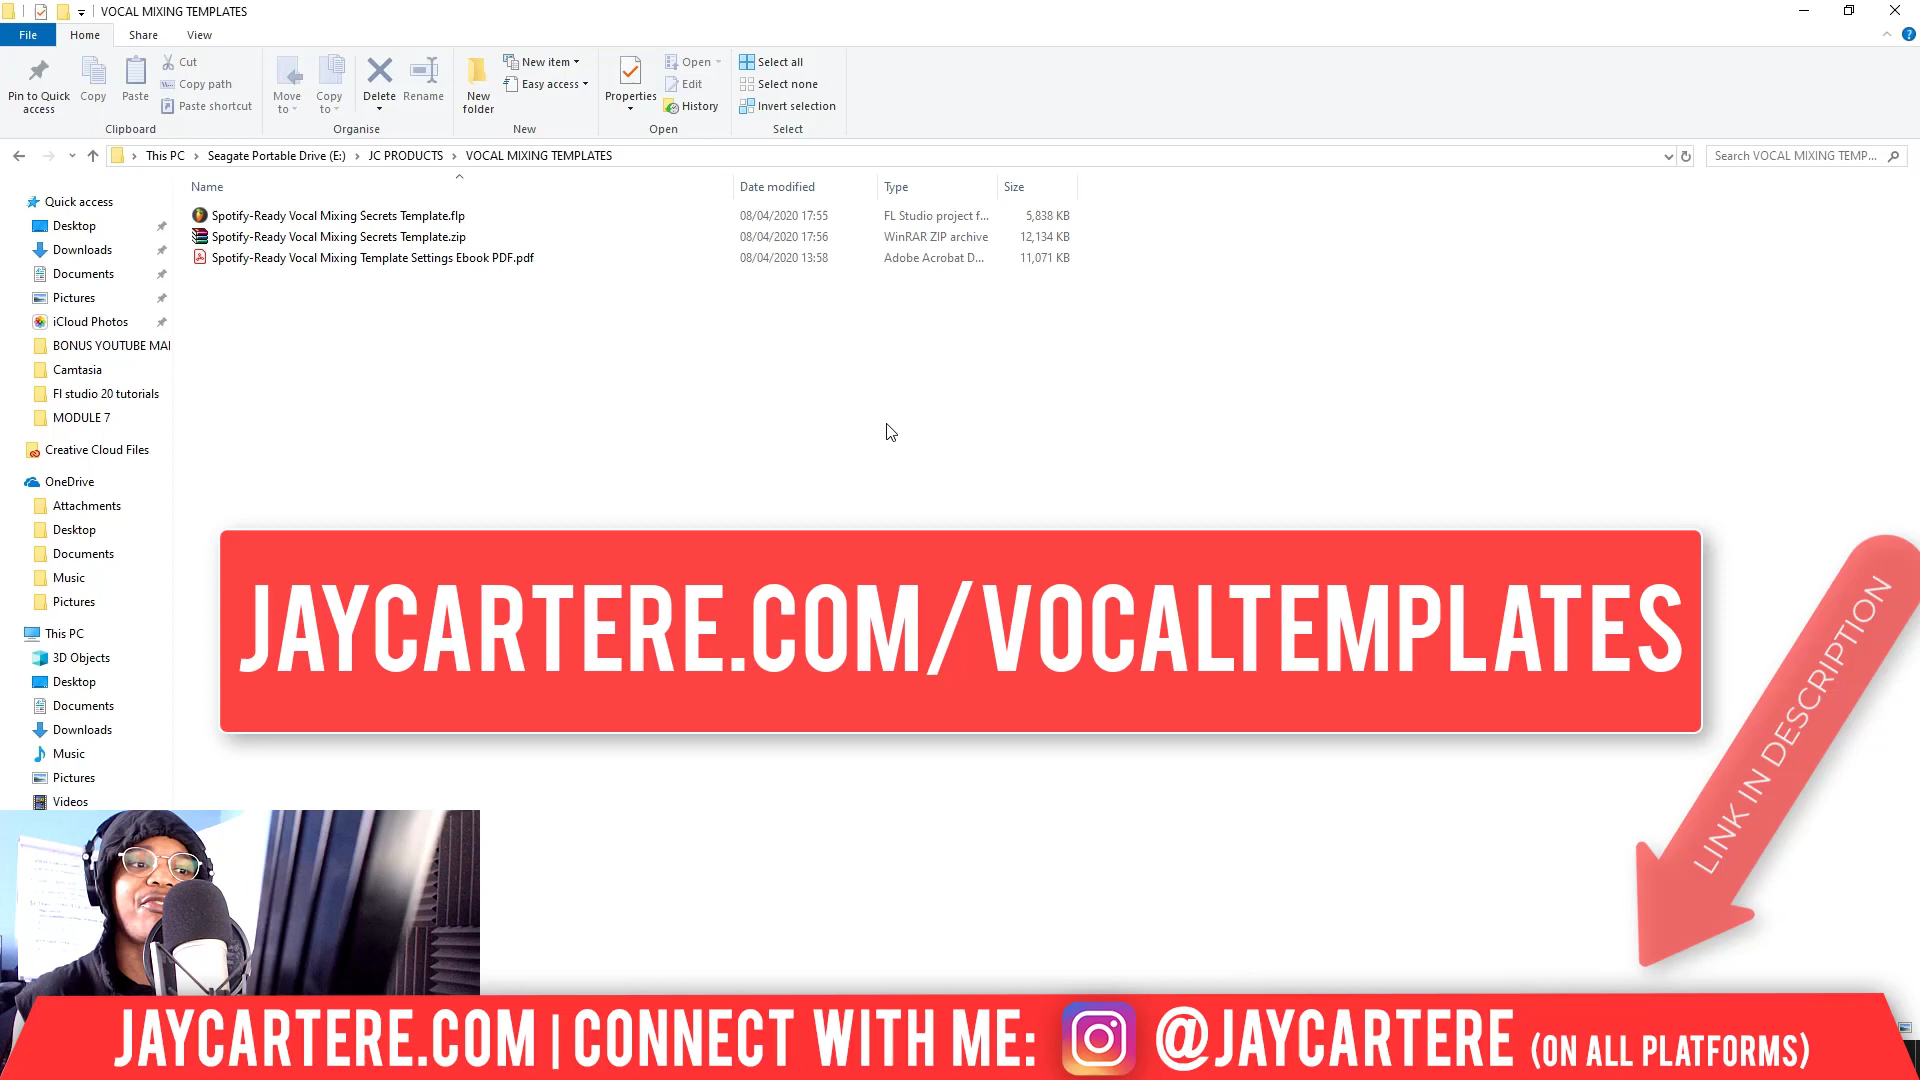 VOCAL MIXING TEMPLATES
File Home Share View
Pin to Quick access
Copy
Paste
Cut
Copy path
Paste shortcut
Clipboard
Move to
Copy to
Delete
Rename
Organise
New folder
New item
Easy access
New
Properties
Open
Edit
History
Open
Select all
Select none
Invert selection
Select
This PC > Seagate Portable Drive (E:) > JC PRODUCTS > VOCAL MIXING TEMPLATES
Search VOCAL MIXING TEMP...
Name Date modified Type Size
Spotify-Ready Vocal Mixing Secrets Template.flp 08/04/2020 17:55 FL Studio project f... 5,838 KB
Spotify-Ready Vocal Mixing Secrets Template.zip 08/04/2020 17:56 WinRAR ZIP archive 12,134 KB
Spotify-Ready Vocal Mixing Template Settings Ebook PDF.pdf 08/04/2020 13:58 Adobe Acrobat D... 11,071 KB
Quick access
Desktop
Downloads
Documents
Pictures
iCloud Photos
BONUS YOUTUBE MAI
Camtasia
Fl studio 20 tutorials
MODULE 7
Creative Cloud Files
OneDrive
Attachments
Desktop
Documents
Music
Pictures
This PC
3D Objects
Desktop
Documents
Downloads
Music
Pictures
Videos
JAYCARTERE.COM/VOCALTEMPLATES
LINK IN DESCRIPTION
JAYCARTERE.COM | CONNECT WITH ME: @JAYCARTERE (ON ALL PLATFORMS)